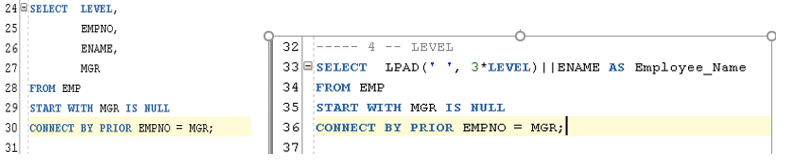 24 SELECT LEVEL,
25 EMPNO,
26 ENAME,
27 MGR
28 FROM EMP
29 START WITH MGR IS NULL
30 CONNECT BY PRIOR EMPNO = MGR;
31
32 ----- 4 -- LEVEL
33 SELECT LPAD(' ', 3*LEVEL)||ENAME AS Employee_Name
34 FROM EMP
35 START WITH MGR IS NULL
36 CONNECT BY PRIOR EMPNO = MGR;
37